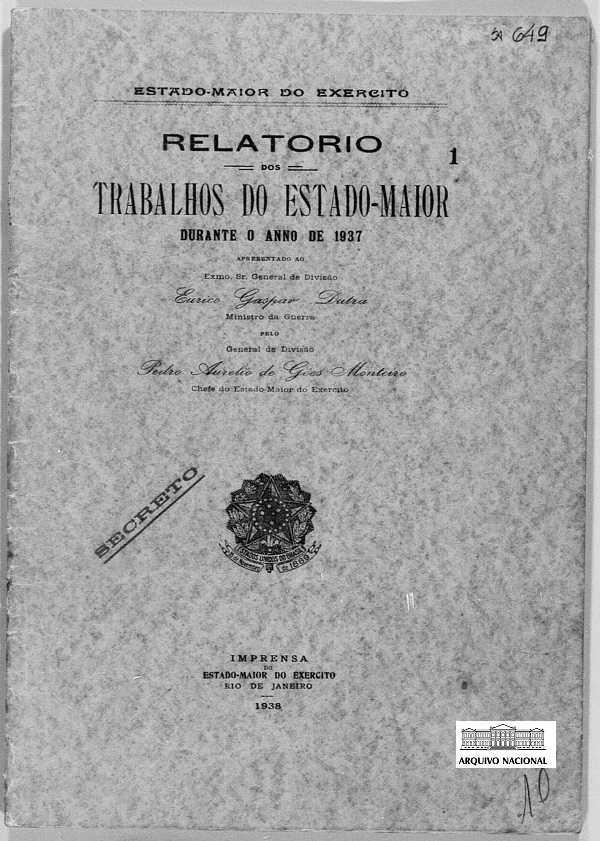 5A 649
ESTADO-MAIOR DO EXERCITO
RELATORIO
1
DOS
TRABALHOS DO ESTADO-MAIOR
DURANTE O ANNO DE 1937
APRESENTADO AO
Exmo. Sr. General de Divisão
Eurico Gaspar Dutra
Ministro da Guerra
PELO
General de Divisão
Pedro Aurelio de Góes Monteiro
Chefe do Estado-Maior do Exercito
SECRETO
ESTADOS UNIDOS DO BRASIL
15 de Novembro de 1889
IMPRENSA
DO
ESTADO-MAIOR DO EXERCITO
RIO DE JANEIRO
1938
ARQUIVO NACIONAL
10